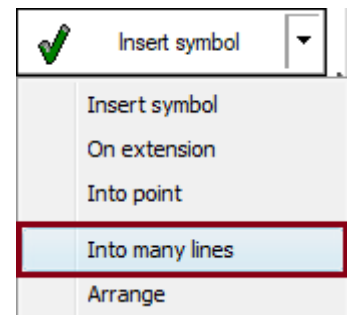 Insert symbol
Insert symbol
On extension
Into point
Into many lines
Arrange